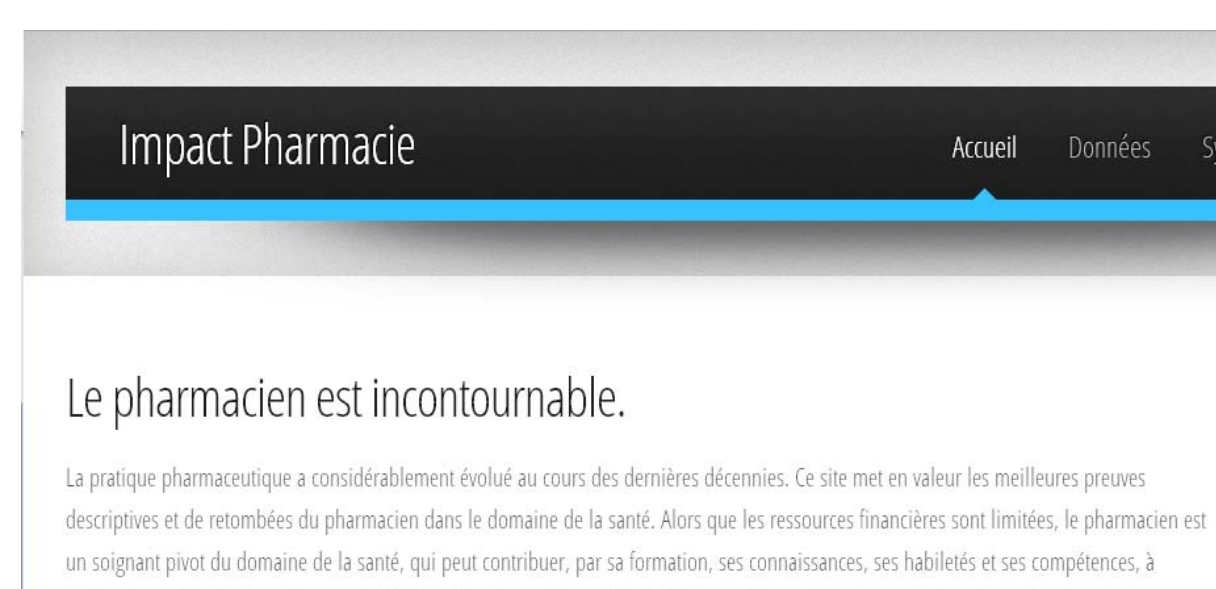 Impact Pharmacie
Accueil Données
Le pharmacien est incontournable.
La pratique pharmaceutique a considérablement évolué au cours des dernières décennies. Ce site met en valeur les meilleures preuves
descriptives et de retombées du pharmacien dans le domaine de la santé. Alors que les ressources financières sont limitées, le pharmacien est
un soignant pivot du domaine de la santé, qui peut contribuer, par sa formation, ses connaissances, ses habiletés et ses compétences, à